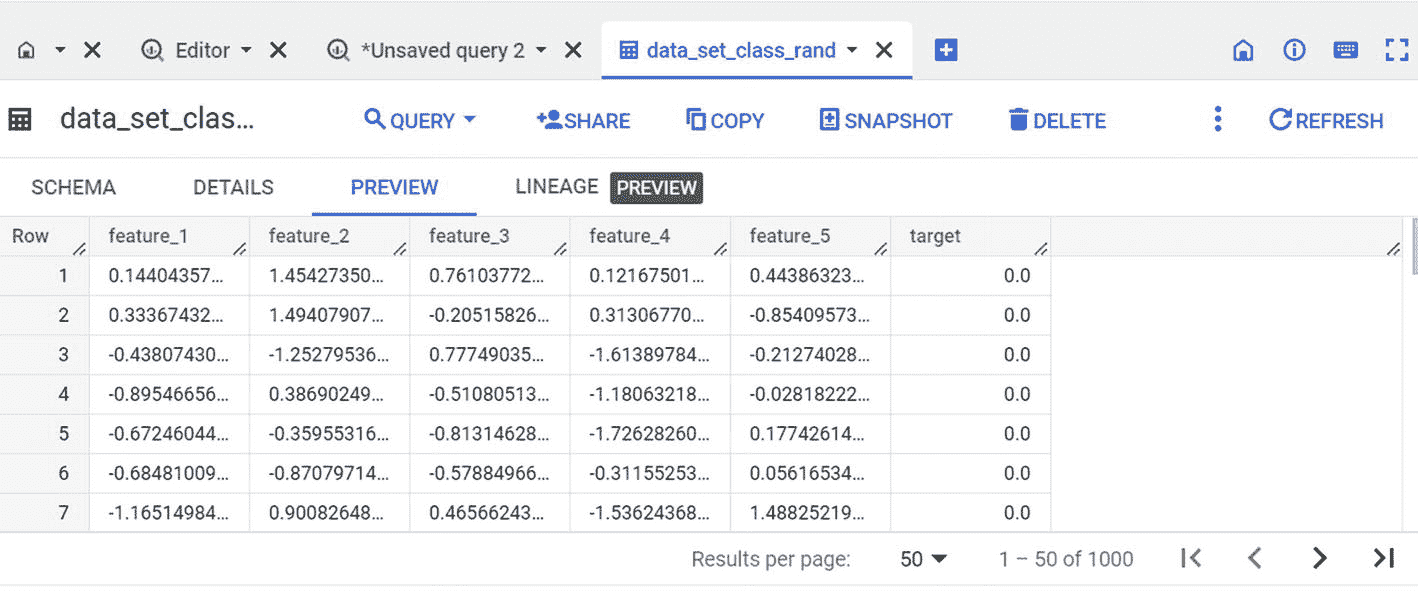 Editor *Unsaved query 2 data_set_class_rand
data_set_clas... QUERY SHARE COPY SNAPSHOT DELETE REFRESH
SCHEMA DETAILS PREVIEW LINEAGE PREVIEW
Row feature_1 feature_2 feature_3 feature_4 feature_5 target
1 0.14404357... 1.45427350... 0.76103772... 0.12167501... 0.44386323... 0.0
2 0.33367432... 1.49407907... -0.20515826... 0.31306770... -0.85409573... 0.0
3 -0.43807430... -1.25279536... 0.77749035... -1.61389784... -0.21274028... 0.0
4 -0.89546656... 0.38690249... -0.51080513... -1.18063218... -0.02818222... 0.0
5 -0.67246044... -0.35955316... -0.81314628... -1.72628260... 0.17742614... 0.0
6 -0.68481009... -0.87079714... -0.57884966... -0.31155253... 0.05616534... 0.0
7 -1.16514984... 0.90082648... 0.46566243... -1.53624368... 1.48825219... 0.0
Results per page: 50 1 – 50 of 1000